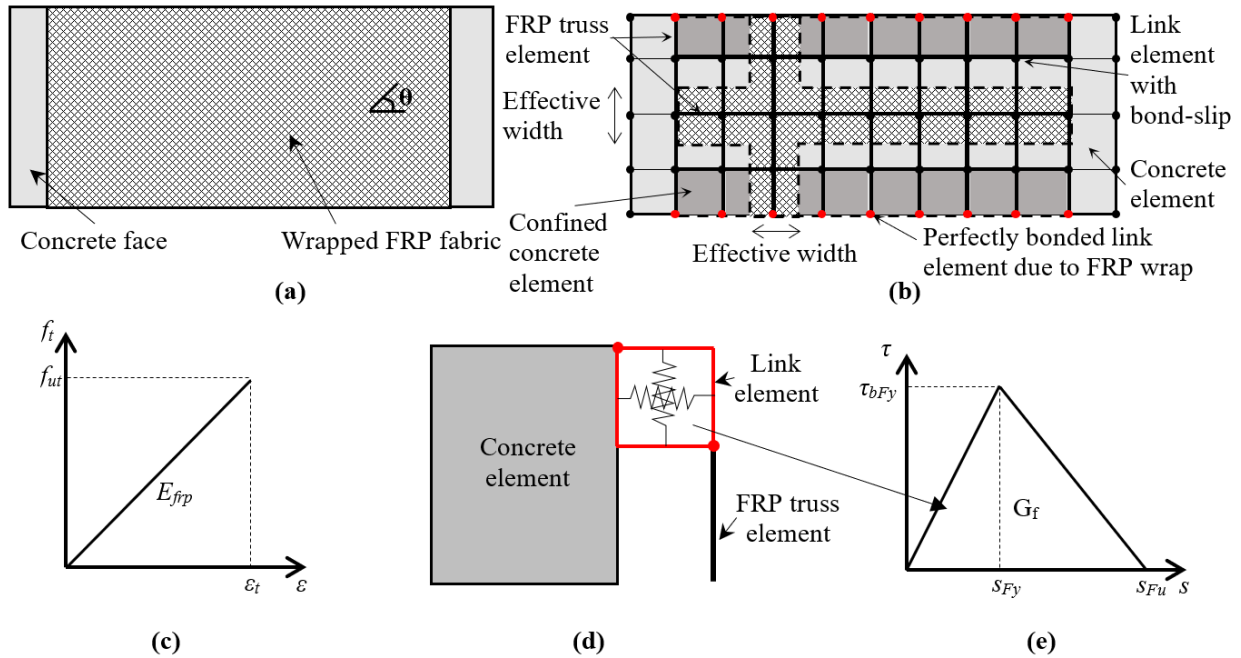 θ
Concrete face
Wrapped FRP fabric
(a)
FRP truss
element
Effective
width
Confined
concrete
element
Effective width
Link
element
with
bond-slip
Concrete
element
Perfectly bonded link
element due to FRP wrap
(b)
f_t
f_ut
E_frp
ε_t
ε
(c)
Concrete
element
Link
element
FRP truss
element
(d)
τ
τ_bFy
G_f
s_Fy
s_Fu
s
(e)